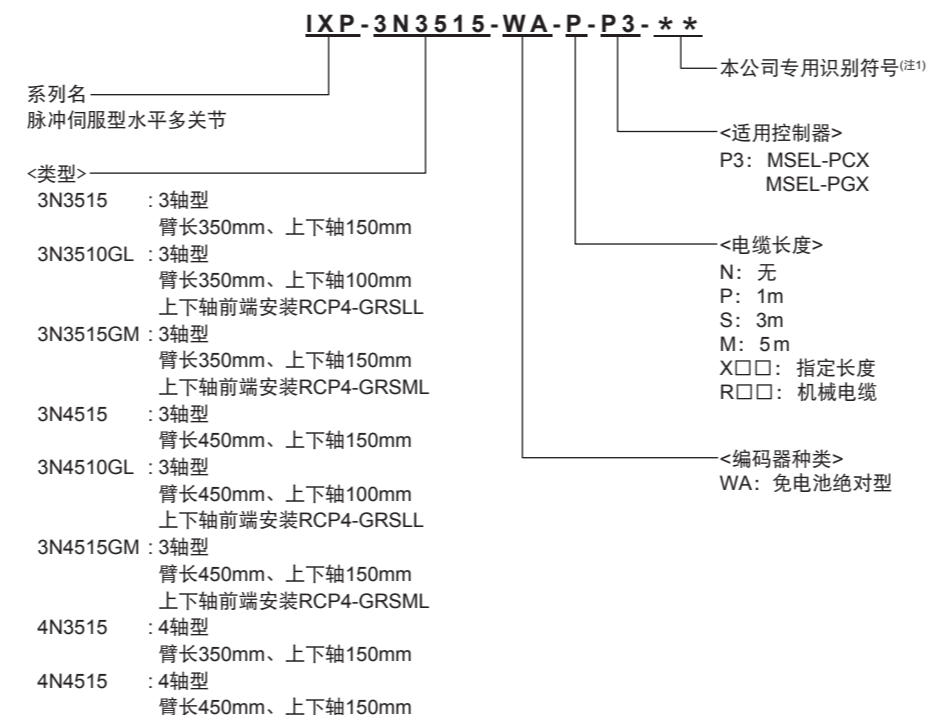 IXP-3N3515-WA-P-P3-＊＊
本公司专用识别符号(注1)
系列名
脉冲伺服型水平多关节
<适用控制器>
P3：MSEL-PCX
MSEL-PGX
<类型>
3N3515 : 3轴型
臂长350mm、上下轴150mm
3N3510GL : 3轴型
臂长350mm、上下轴100mm
上下轴前端安装RCP4-GRSLL
3N3515GM : 3轴型
臂长350mm、上下轴150mm
上下轴前端安装RCP4-GRSML
3N4515 : 3轴型
臂长450mm、上下轴150mm
3N4510GL : 3轴型
臂长450mm、上下轴100mm
上下轴前端安装RCP4-GRSLL
3N4515GM : 3轴型
臂长450mm、上下轴150mm
上下轴前端安装RCP4-GRSML
4N3515 : 4轴型
臂长350mm、上下轴150mm
4N4515 : 4轴型
臂长450mm、上下轴150mm
<电缆长度>
N：无
P：1m
S：3m
M：5m
X□□：指定长度
R□□：机械电缆
<编码器种类>
WA：免电池绝对型